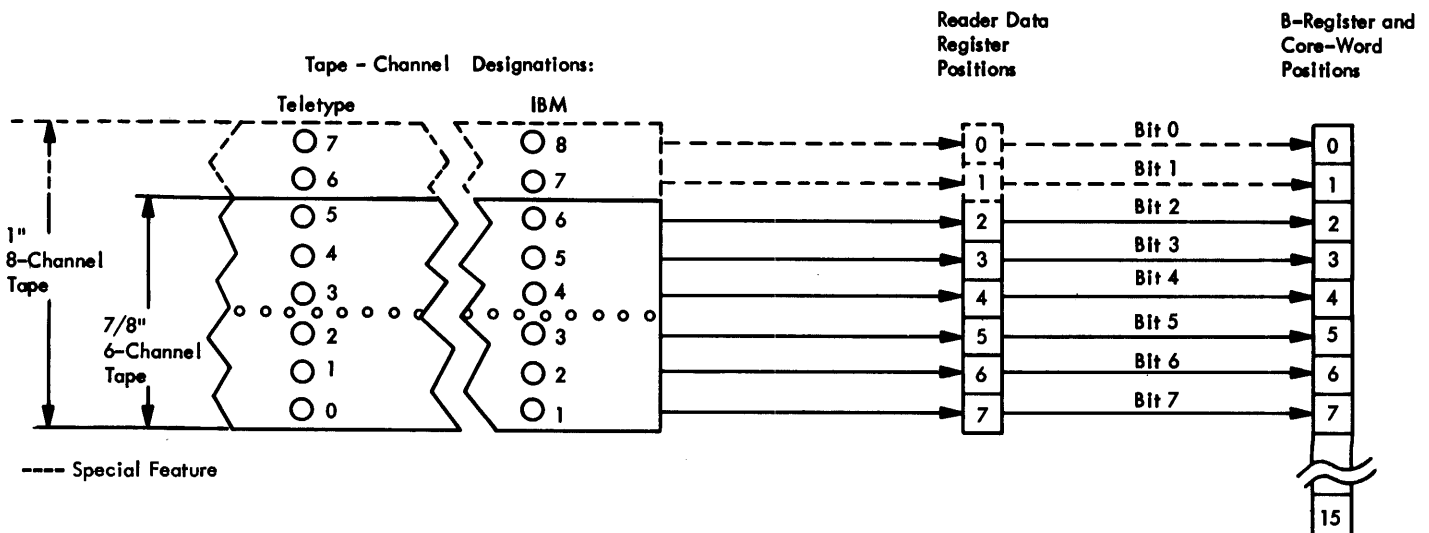 Reader Data
Register
Positions
B-Register and
Core-Word
Positions
Tape - Channel Designations:
Teletype
IBM
7
8
0
Bit 0
0
6
7
1
Bit 1
1
5
6
2
Bit 2
2
4
5
3
Bit 3
3
3
4
4
Bit 4
4
2
3
5
Bit 5
5
1
2
6
Bit 6
6
0
1
7
Bit 7
7
1"
8-Channel
Tape
7/8"
6-Channel
Tape
---- Special Feature
15